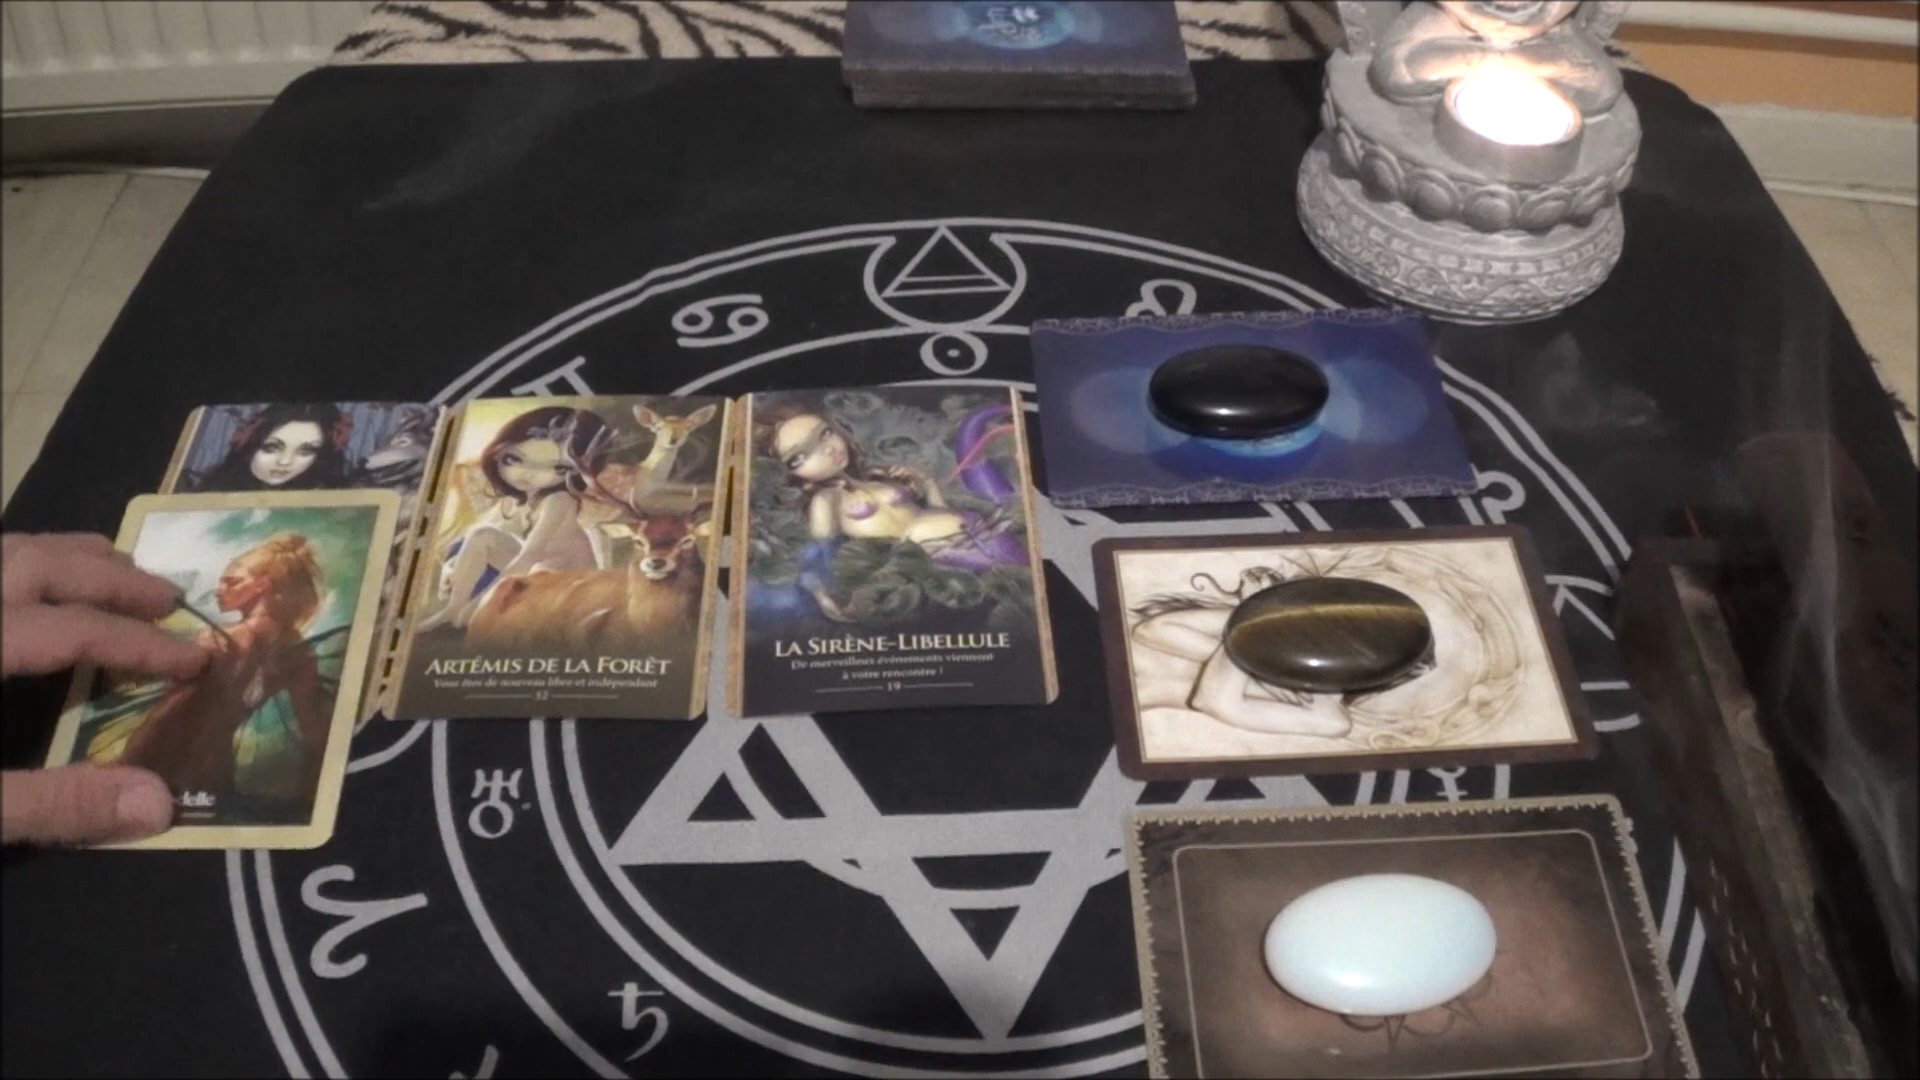 ARTÉMIS DE LA FORÊT
Vous êtes de nouveau libre et indépendant
32
LA SIRÈNE-LIBELLULE
De merveilleux événements viennent
à votre rencontre !
19